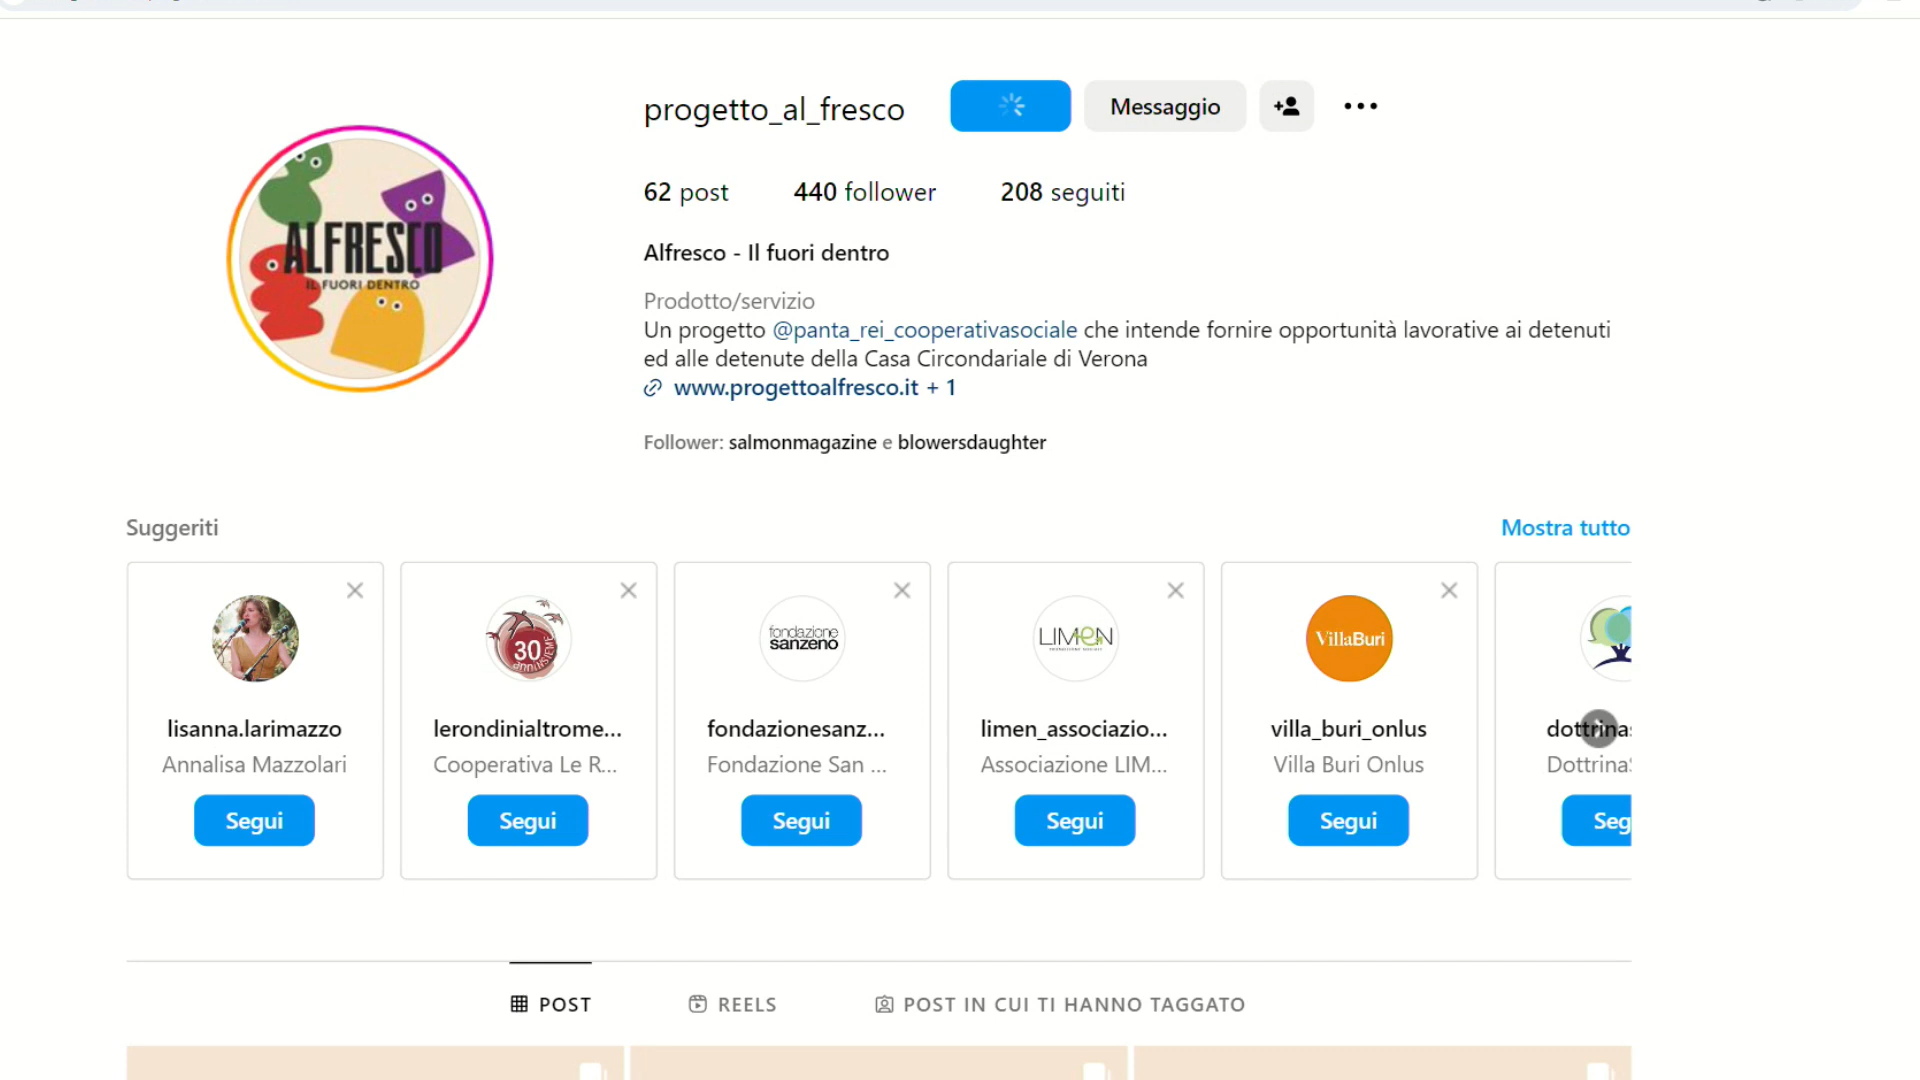 progetto_al_fresco
Messaggio
62 post 440 follower 208 seguiti
ALFRESCO
IL FUORI DENTRO
Alfresco - Il fuori dentro
Prodotto/servizio
Un progetto @panta_rei_cooperativasociale che intende fornire opportunità lavorative ai detenuti
ed alle detenute della Casa Circondariale di Verona
www.progettoalfresco.it + 1
Follower: salmonmagazine e blowersdaughter
Suggeriti
Mostra tutto
30
fondazione
sanzeno
LIMEN
VillaBuri
lisanna.larimazzo
lerondinialtrome...
fondazionesanz...
limen_associazio...
villa_buri_onlus
Annalisa Mazzolari
Cooperativa Le R...
Fondazione San ...
Associazione LIM...
Villa Buri Onlus
Segui
Segui
Segui
Segui
Segui
POST
REELS
POST IN CUI TI HANNO TAGGATO